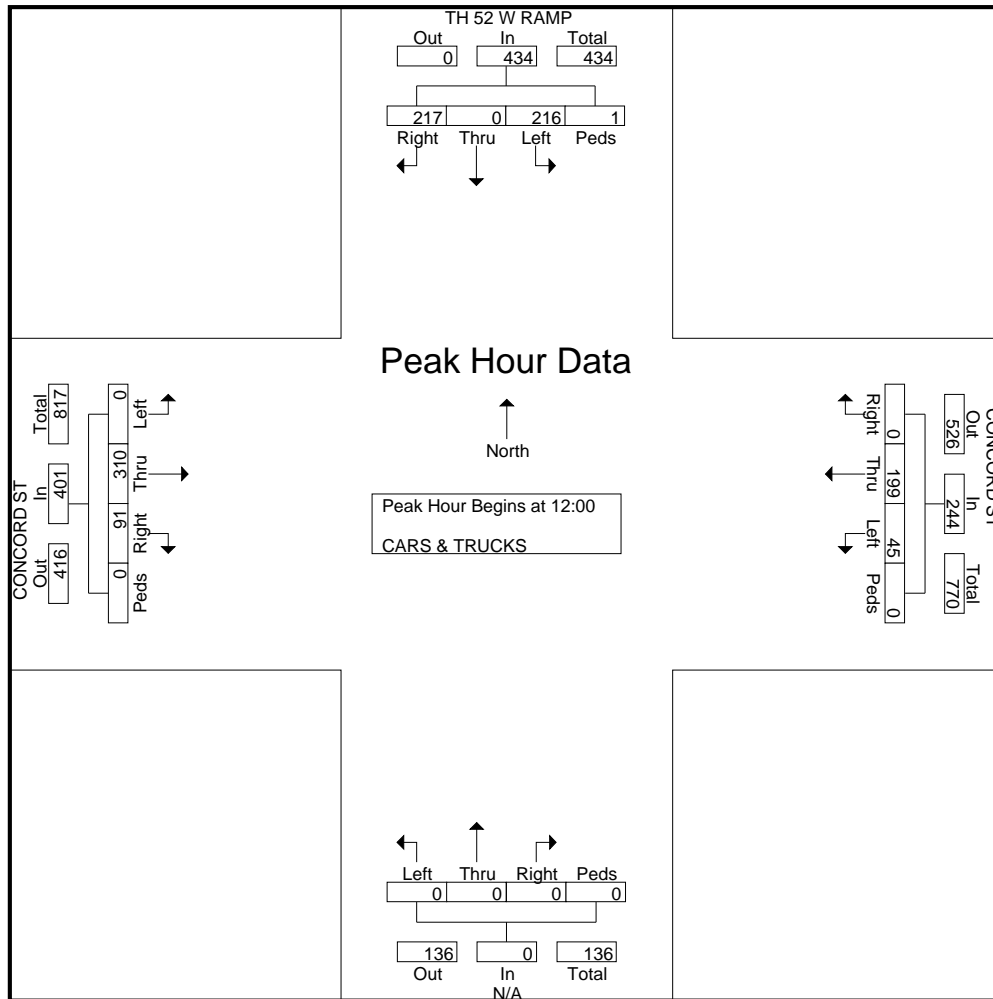 TH 52 W RAMP
Out In Total
0 434 434
217 0 216 1
Right Thru Left Peds
Peak Hour Data
North
Peak Hour Begins at 12:00
CARS & TRUCKS
CONCORD ST
Total In Out
817 401 416
0 310 91 0
Left Thru Right Peds
CONCORD ST
Out In Total
526 244 770
0 199 45 0
Right Thru Left Peds
Left Thru Right Peds
0 0 0 0
136 0 136
Out In Total
N/A